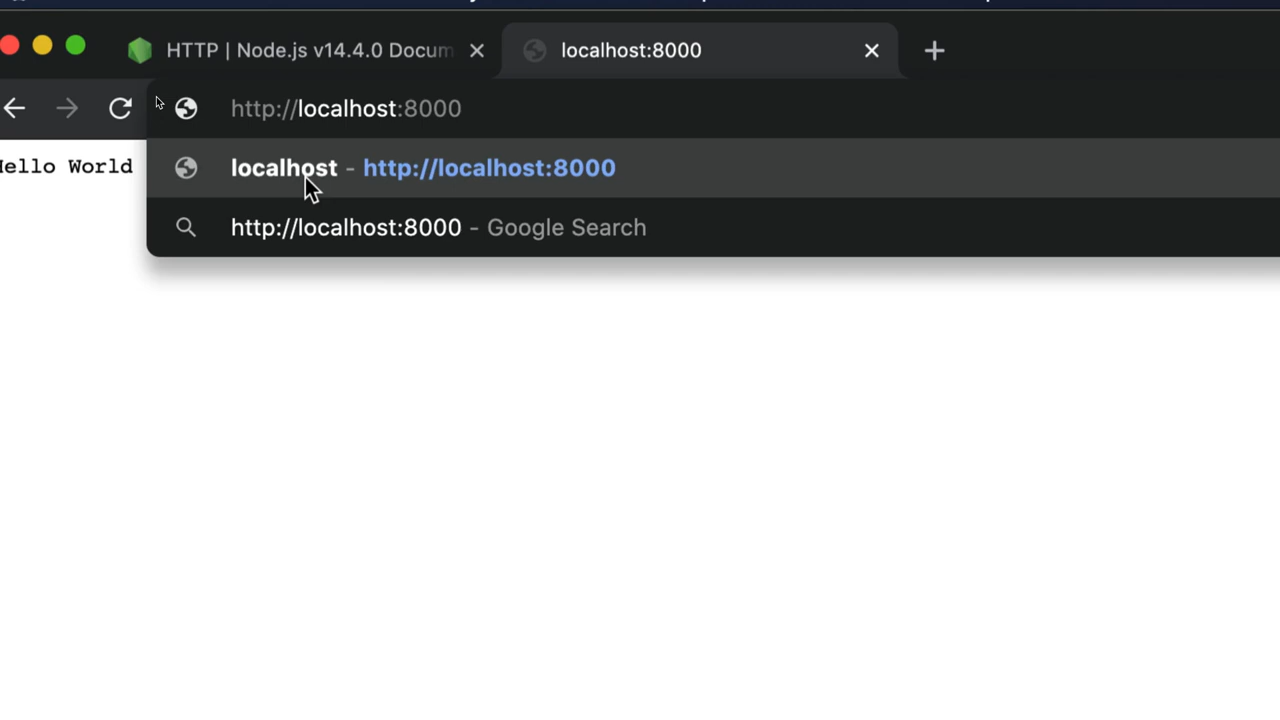 HTTP | Node.js v14.4.0 Docum
localhost:8000
http://localhost:8000
Hello World
localhost - http://localhost:8000
http://localhost:8000 - Google Search